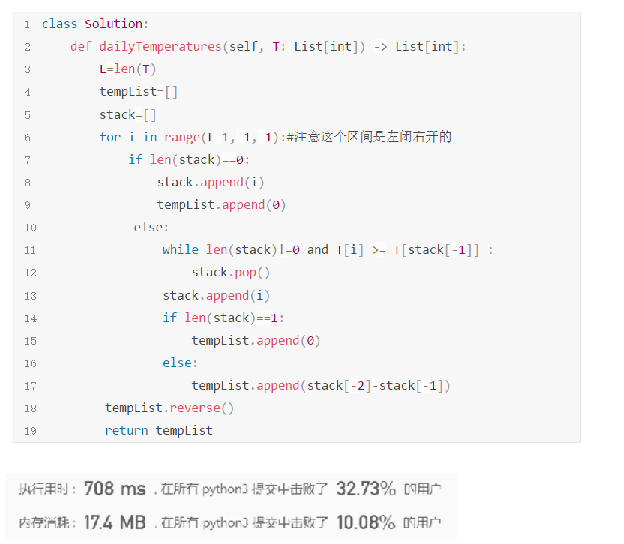 1 class Solution:
2 def dailyTemperatures(self, T: List[int]) -> List[int]:
3 L=len(T)
4 tempList=[]
5 stack=[]
6 for i in range(L-1,-1,-1):#注意这个区间是左闭右开的
7 if len(stack)==0:
8 stack.append(i)
9 tempList.append(0)
10 else:
11 while len(stack)!=0 and T[i] >= T[stack[-1]] :
12 stack.pop()
13 stack.append(i)
14 if len(stack)==1:
15 tempList.append(0)
16 else:
17 tempList.append(stack[-2]-stack[-1])
18 tempList.reverse()
19 return tempList
执行用时: 708 ms , 在所有 python3 提交中击败了 32.73% 的用户
内存消耗: 17.4 MB , 在所有 python3 提交中击败了 10.08% 的用户